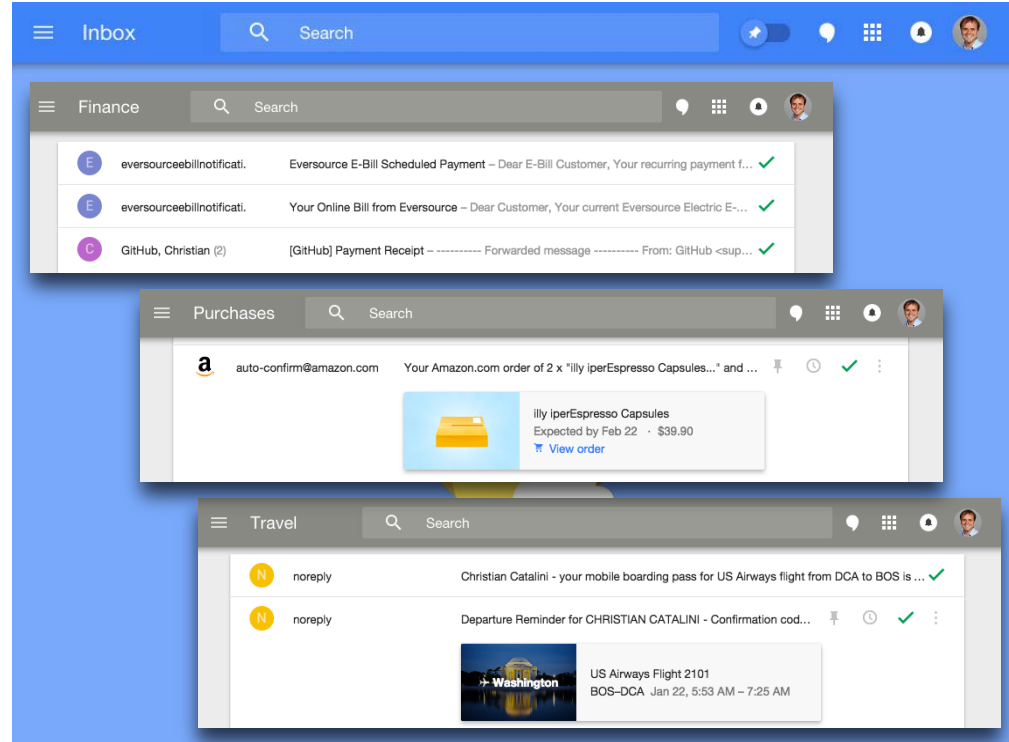 Inbox Search
Finance Search
E eversourceebillnotificati. Eversource E-Bill Scheduled Payment – Dear E-Bill Customer, Your recurring payment f...
E eversourceebillnotificati. Your Online Bill from Eversource – Dear Customer, Your current Eversource Electric E-...
C GitHub, Christian (2) [GitHub] Payment Receipt – ---------- Forwarded message ---------- From: GitHub <sup...
Purchases Search
a auto-confirm@amazon.com Your Amazon.com order of 2 x "illy iperEspresso Capsules..." and ...
illy iperEspresso Capsules
Expected by Feb 22 · $39.90
View order
Travel Search
N noreply Christian Catalini - your mobile boarding pass for US Airways flight from DCA to BOS is ...
N noreply Departure Reminder for CHRISTIAN CATALINI - Confirmation cod...
Washington
US Airways Flight 2101
BOS–DCA Jan 22, 5:53 AM – 7:25 AM